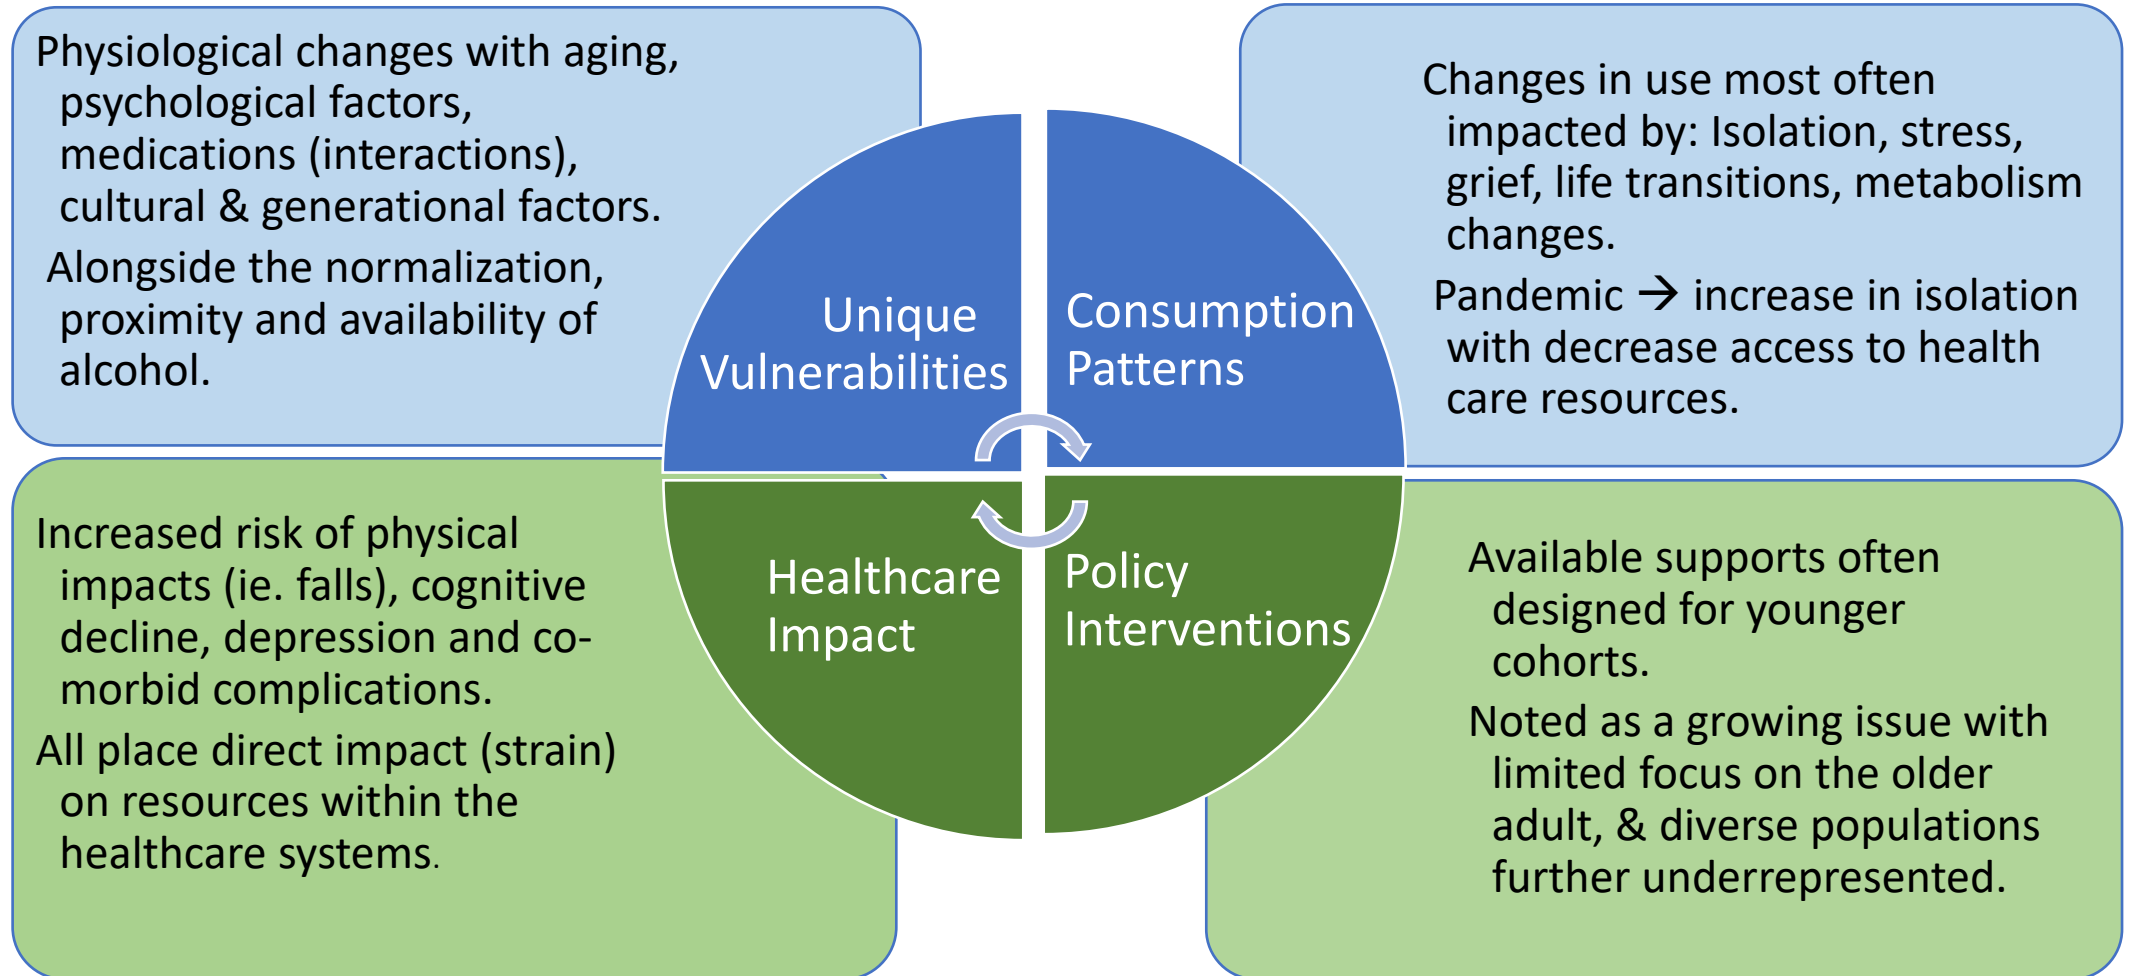 Physiological changes with aging,
psychological factors,
medications (interactions),
cultural & generational factors.
Alongside the normalization,
proximity and availability of
alcohol.
Changes in use most often
impacted by: Isolation, stress,
grief, life transitions, metabolism
changes.
Pandemic → increase in isolation
with decrease access to health
care resources.
Unique
Vulnerabilities
Consumption
Patterns
Healthcare
Impact
Policy
Interventions
Increased risk of physical
impacts (ie. falls), cognitive
decline, depression and co-
morbid complications.
All place direct impact (strain)
on resources within the
healthcare systems.
Available supports often
designed for younger
cohorts.
Noted as a growing issue with
limited focus on the older
adult, & diverse populations
further underrepresented.